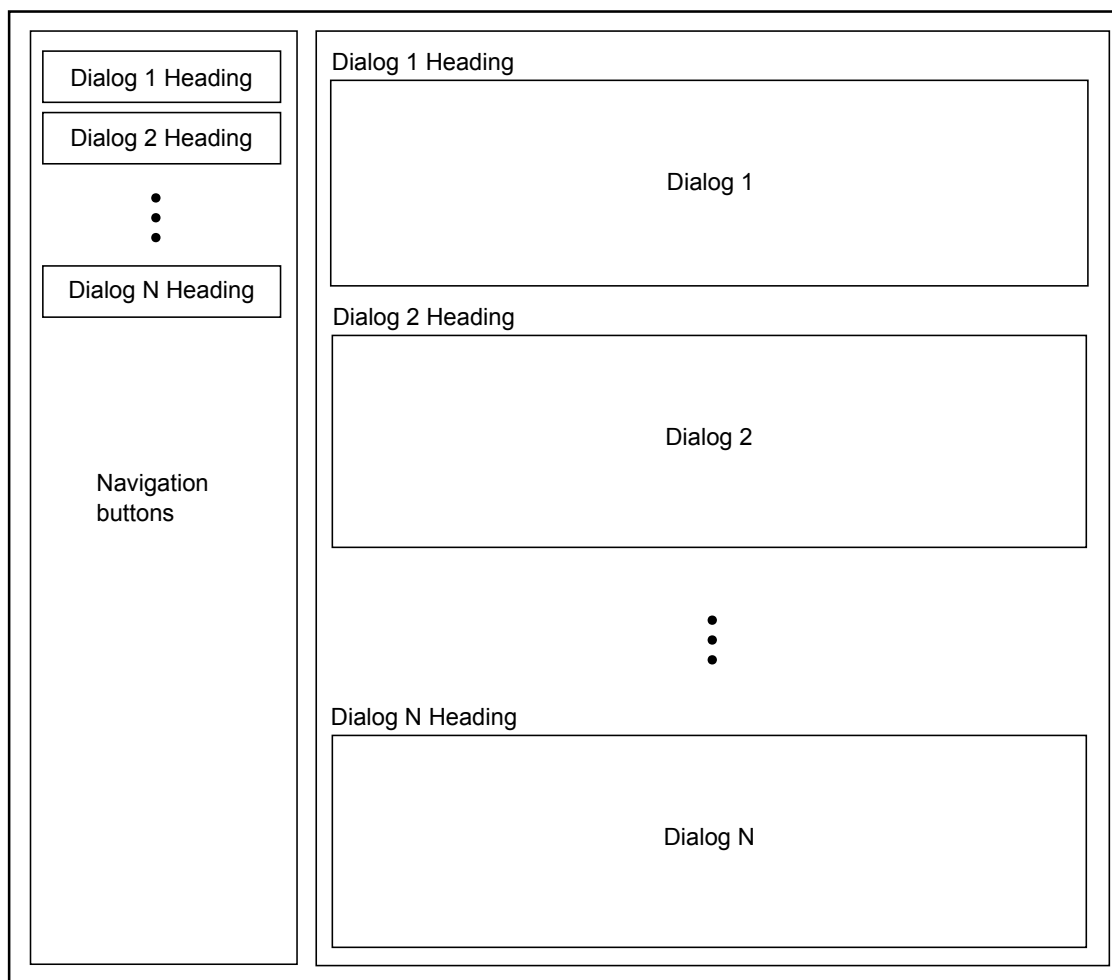 Dialog 1 Heading
Dialog 2 Heading
Dialog N Heading
Navigation
buttons
Dialog 1 Heading
Dialog 1
Dialog 2 Heading
Dialog 2
Dialog N Heading
Dialog N